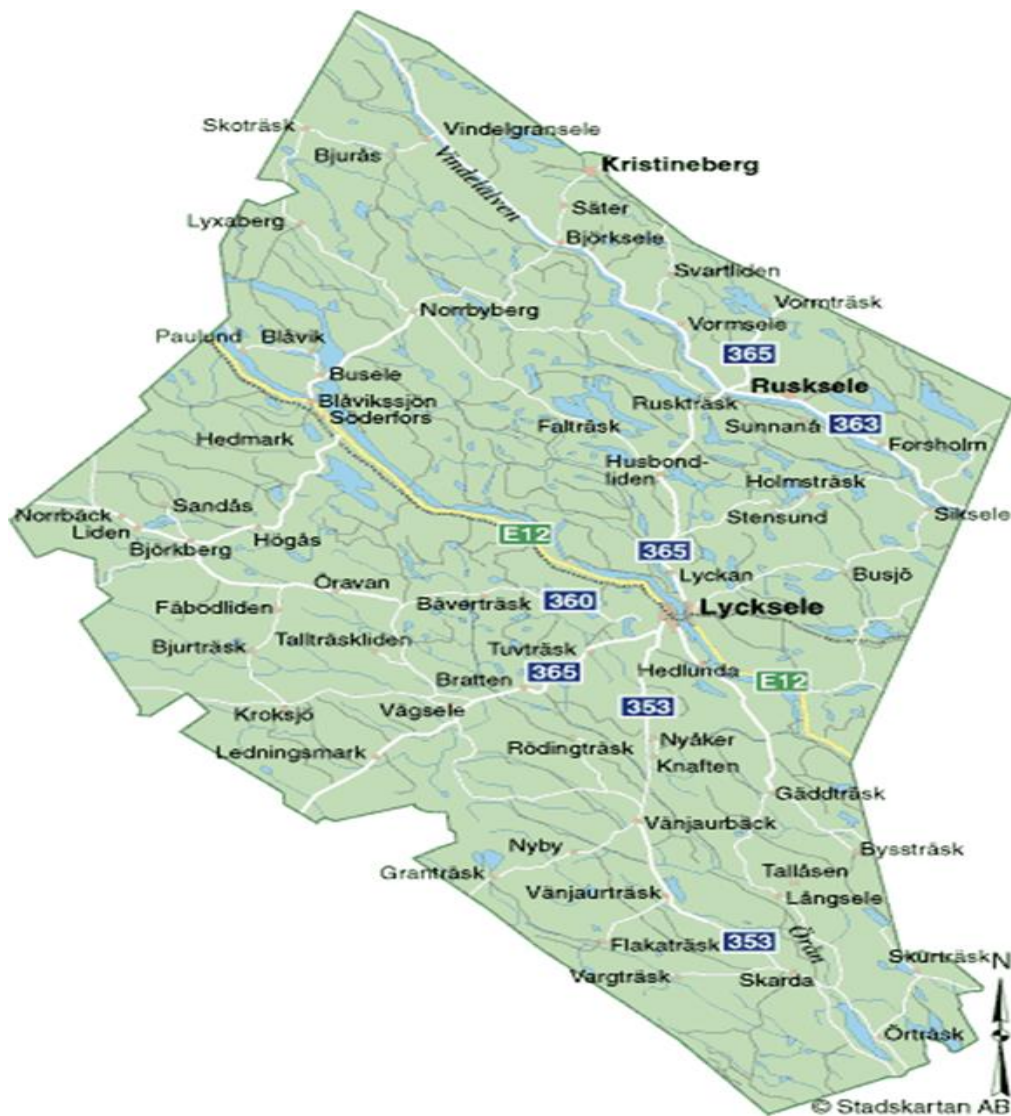 Skoträsk
Vindelgransele
Bjurås
Vindelälven
Kristineberg
Säter
Lyxaberg
Björksele
Svartliden
Vormträsk
Norrbyberg
Vormsele
Paulund
Blåvik
365
Busele
Rusksele
Blåvikssjön
Ruskträsk
Söderfors
Falträsk
Sunnanå
363
Hedmark
Forsholm
Husbond-
liden
Holmsträsk
Sandås
Norrbäck
Stensund
Siksele
Liden
Högås
E12
Björkberg
365
Lyckan
Busjö
Öravan
Bäverträsk
360
Lycksele
Fäbodliden
Bjurträsk
Tallträskliden
Tuvträsk
Hedlunda
365
Bratten
E12
Kroksjö
Vägsele
353
Ledningsmark
Rödingträsk
Nyåker
Knaften
Gäddträsk
Vänjaurbäck
Nyby
Byssträsk
Granträsk
Tallåsen
Vänjaurträsk
Långsele
Örån
Flakaträsk
353
Skurträsk
N
Vargträsk
Skarda
Örträsk
© Stadskartan AB